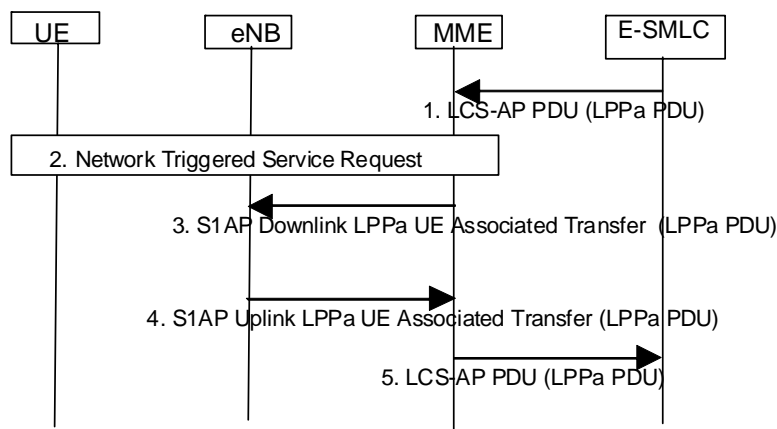 UE
eNB
MME
E-SMLC
1. LCS-AP PDU (LPPa PDU)
2. Network Triggered Service Request
3. S1AP Downlink LPPa UE Associated Transfer (LPPa PDU)
4. S1AP Uplink LPPa UE Associated Transfer (LPPa PDU)
5. LCS-AP PDU (LPPa PDU)